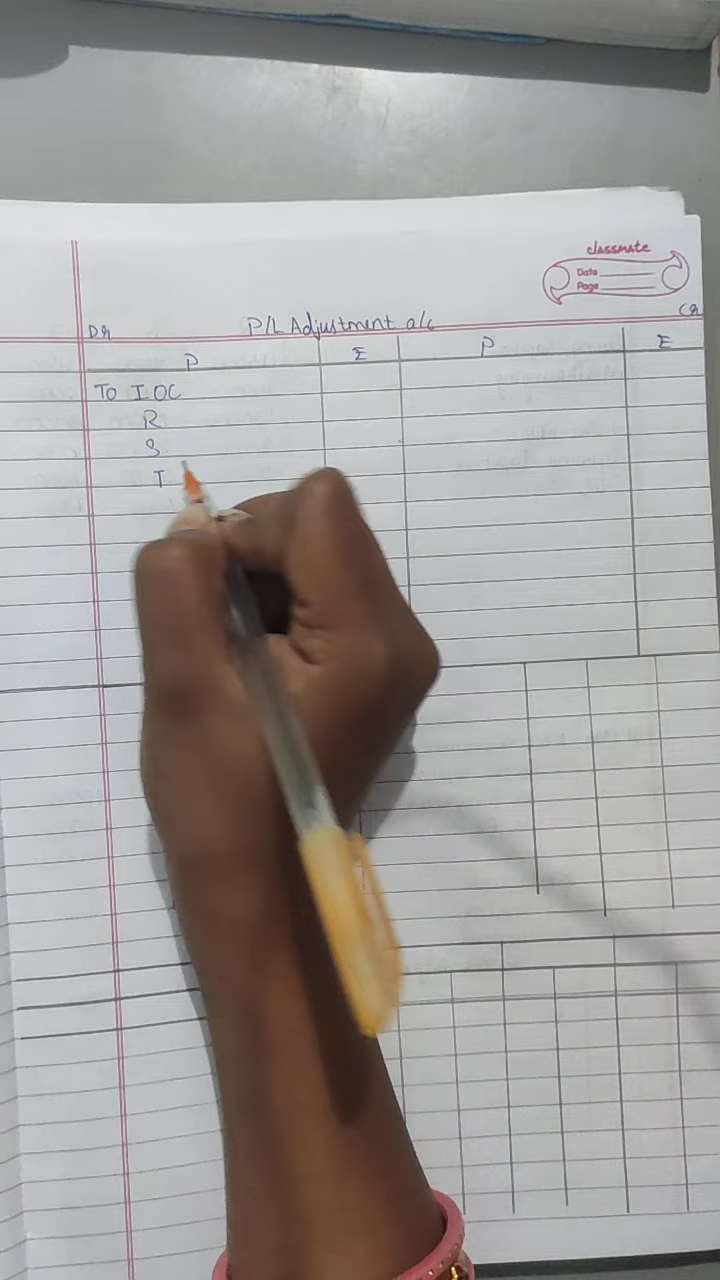 classmate
Date
Page
Dr P/L Adjustment a/c Cr
P Σ P Σ
To IOC
R
S
T